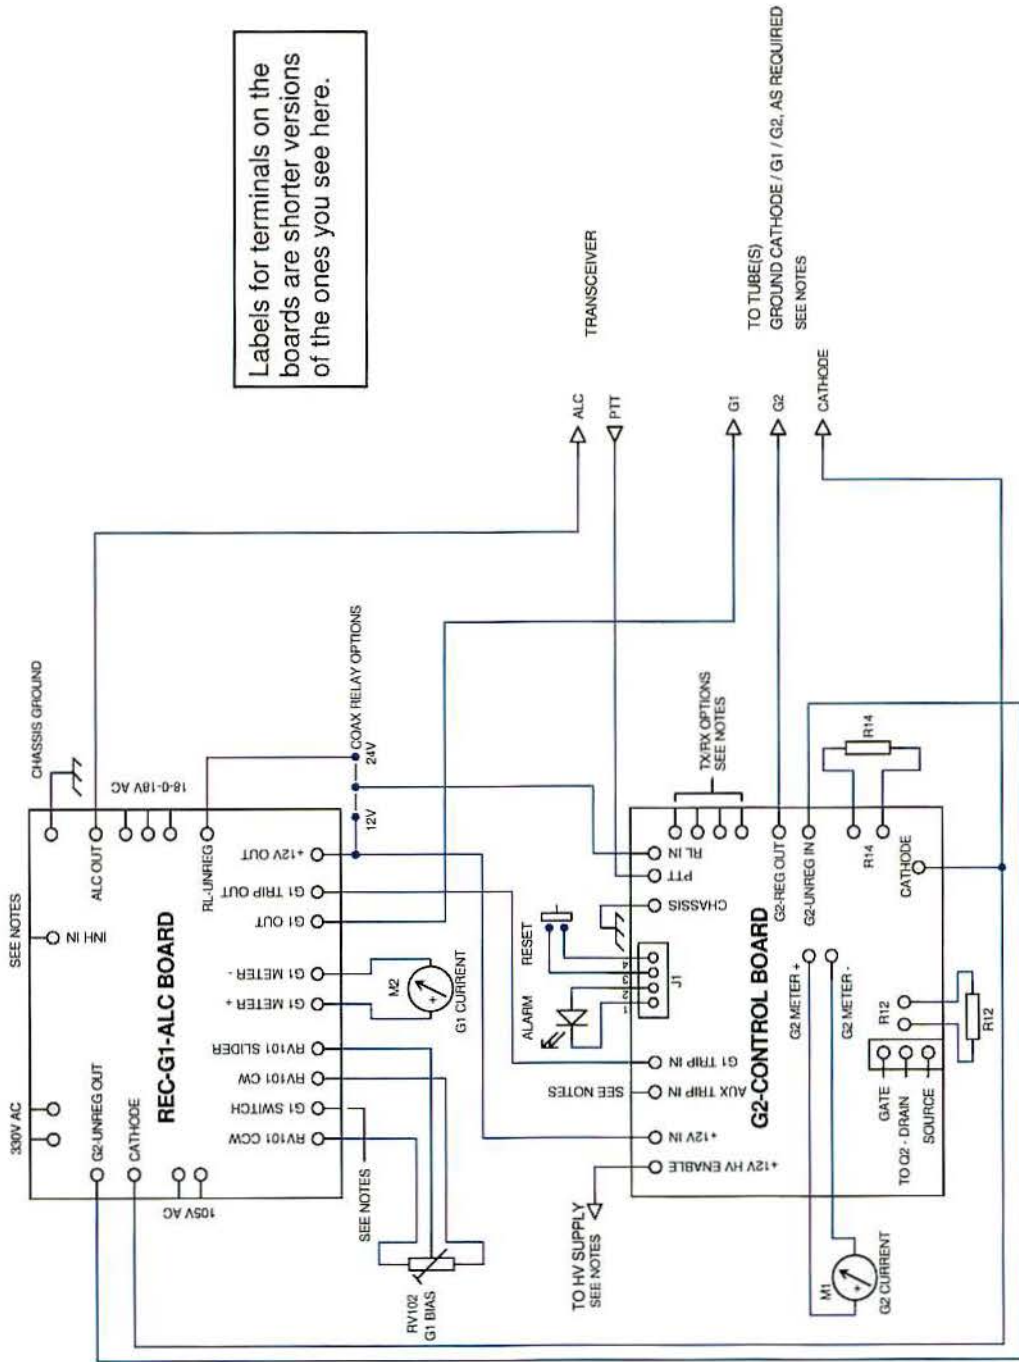 Labels for terminals on the
boards are shorter versions
of the ones you see here.
SEE NOTES
330V AC
CHASSIS GROUND
INH IN
G2-UNREG OUT
CATHODE
105V AC
REC-G1-ALC BOARD
ALC OUT
18-0-18V AC
RL-UNREG
RV101 CCW
G1 SWITCH
RV101 CW
RV101 SLIDER
G1 METER +
G1 METER -
G1 OUT
G1 TRIP OUT
+12V OUT
SEE NOTES
RV102
G1 BIAS
M2
G1 CURRENT
12V
24V
COAX RELAY OPTIONS
ALC
PTT
TRANSCEIVER
G1
G2
CATHODE
TO TUBE(S)
GROUND CATHODE / G1 / G2, AS REQUIRED
SEE NOTES
TO HV SUPPLY
SEE NOTES
+12V HV ENABLE
+12V IN
AUX TRIP IN
SEE NOTES
G1 TRIP IN
ALARM
RESET
1
2
3
4
J1
CHASSIS
PTT
RL IN
TX/RX OPTIONS
SEE NOTES
G2-CONTROL BOARD
G2-REG OUT
G2-UNREG IN
R14
R14
CATHODE
G2 METER +
G2 METER -
M1
G2 CURRENT
GATE
TO Q2 - DRAIN
SOURCE
R12
R12